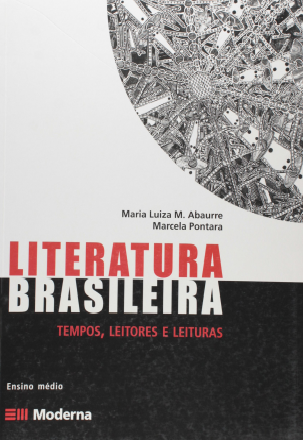 Maria Luiza M. Abaurre
Marcela Pontara
LITERATURA
BRASILEIRA
TEMPOS, LEITORES E LEITURAS
Ensino médio
Moderna